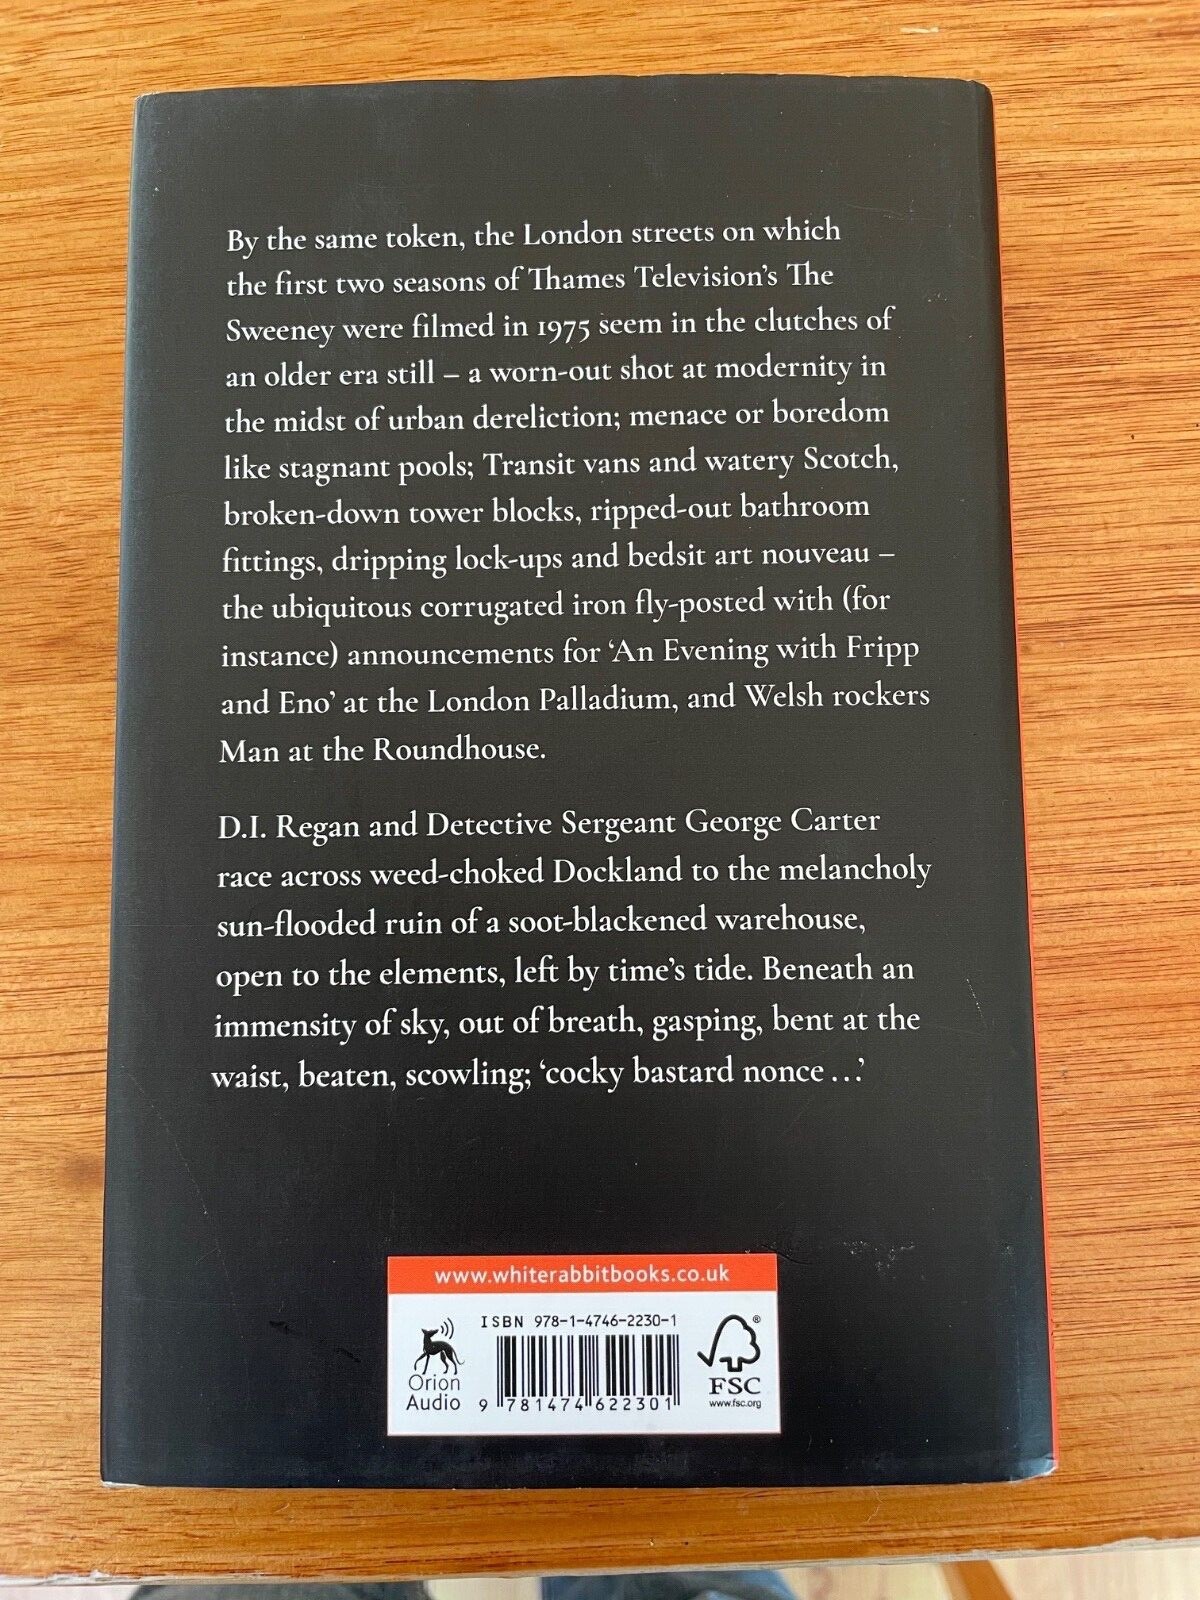 By the same token, the London streets on which
the first two seasons of Thames Television's The
Sweeney were filmed in 1975 seem in the clutches of
an older era still – a worn-out shot at modernity in
the midst of urban dereliction; menace or boredom
like stagnant pools; Transit vans and watery Scotch,
broken-down tower blocks, ripped-out bathroom
fittings, dripping lock-ups and bedsit art nouveau –
the ubiquitous corrugated iron fly-posted with (for
instance) announcements for 'An Evening with Fripp
and Eno' at the London Palladium, and Welsh rockers
Man at the Roundhouse.
D.I. Regan and Detective Sergeant George Carter
race across weed-choked Dockland to the melancholy
sun-flooded ruin of a soot-blackened warehouse,
open to the elements, left by time's tide. Beneath an
immensity of sky, out of breath, gasping, bent at the
waist, beaten, scowling; 'cocky bastard nonce ...'
www.whiterabbitbooks.co.uk
ISBN 978-1-4746-2230-1
Orion
Audio
9 781474 622301
®
FSC
www.fsc.org